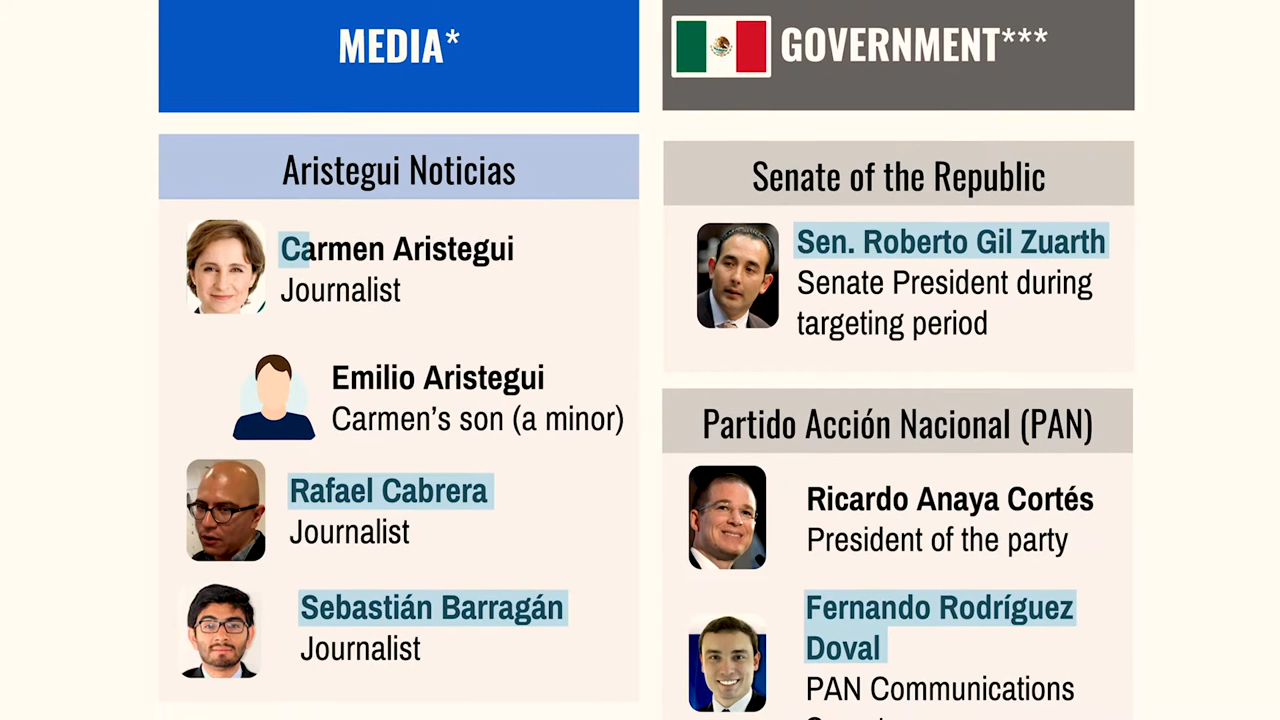 MEDIA*
Aristegui Noticias
Carmen Aristegui
Journalist
Emilio Aristegui
Carmen’s son (a minor)
Rafael Cabrera
Journalist
Sebastián Barragán
Journalist
GOVERNMENT***
Senate of the Republic
Sen. Roberto Gil Zuarth
Senate President during
targeting period
Partido Acción Nacional (PAN)
Ricardo Anaya Cortés
President of the party
Fernando Rodríguez
Doval
PAN Communications